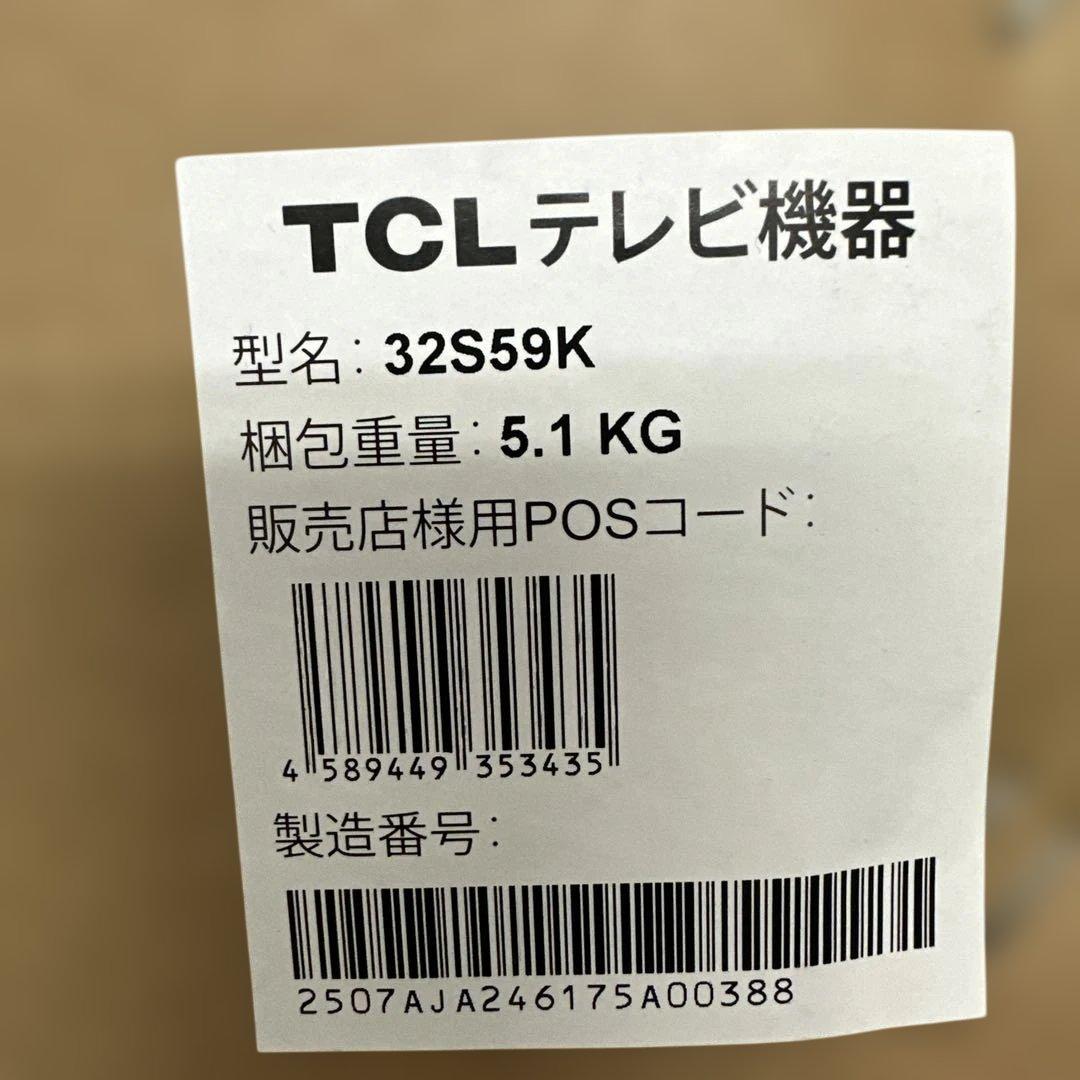 TCLテレビ機器
型名: 32S59K
梱包重量: 5.1 KG
販売店様用POSコード:
4 589449 353435
製造番号:
2507AJA246175A00388